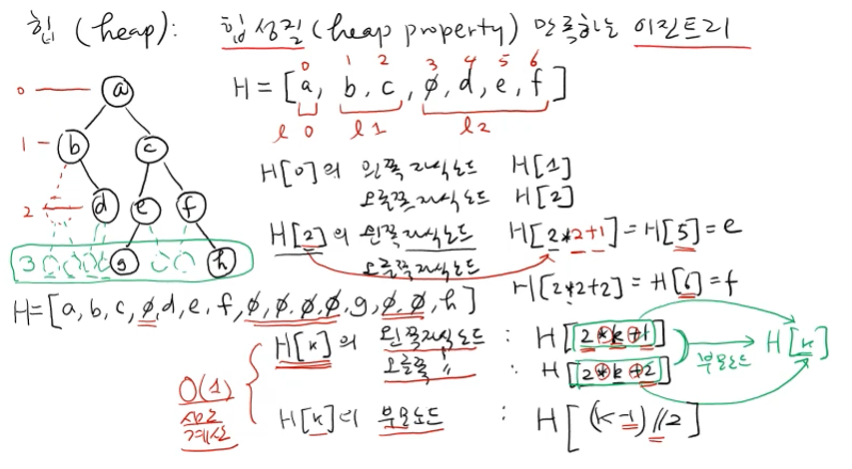 힙 (heap): 힙성질(heap property) 만족하는 이진트리
0 1 2 3 4 5 6
H = [a, b, c, ∅, d, e, f]
l0 l1 l2
0 a
1 b c
2 d e f
3 g h
H[0]의 왼쪽 자식노드 H[1]
오른쪽 자식노드 H[2]
H[2]의 왼쪽 자식노드 H[2*2+1] = H[5] = e
오른쪽 자식노드 H[2*2+2] = H[6] = f
H=[a, b, c, ∅, d, e, f, ∅, ∅, ∅, ∅, g, ∅, ∅, h]
H[k]의 왼쪽자식노드 : H[2*k+1]
오른쪽 〃 : H[2*k+2]
부모노드 H[k]
O(1)
H[k]의 부모노드 : H[(k-1)//2]